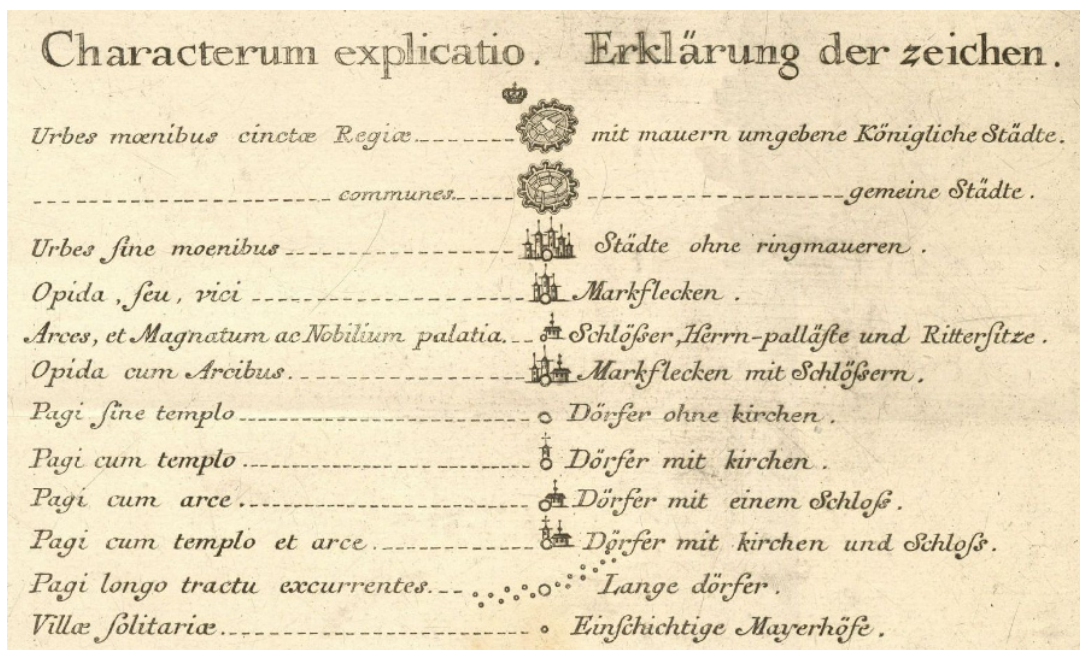 Characterum explicatio. Erklärung der zeichen.
Urbes mœnibus cinctæ Regiæ mit mauern umgebene Königliche Städte.
communes gemeine Städte.
Urbes ſine moenibus Städte ohne ringmaueren.
Opida, ſeu, vici Markflecken.
Arces, et Magnatum ac Nobilium palatia. Schlöſser, Herrn-palläſte und Ritterſitze.
Opida cum Arcibus. Markflecken mit Schlöſsern.
Pagi ſine templo Dörfer ohne kirchen.
Pagi cum templo Dörfer mit kirchen.
Pagi cum arce. Dörfer mit einem Schloſs.
Pagi cum templo et arce. Dörfer mit kirchen und Schloſs.
Pagi longo tractu excurrentes. Lange dörfer.
Villæ ſolitariæ. Einſchichtige Mayerhöfe.